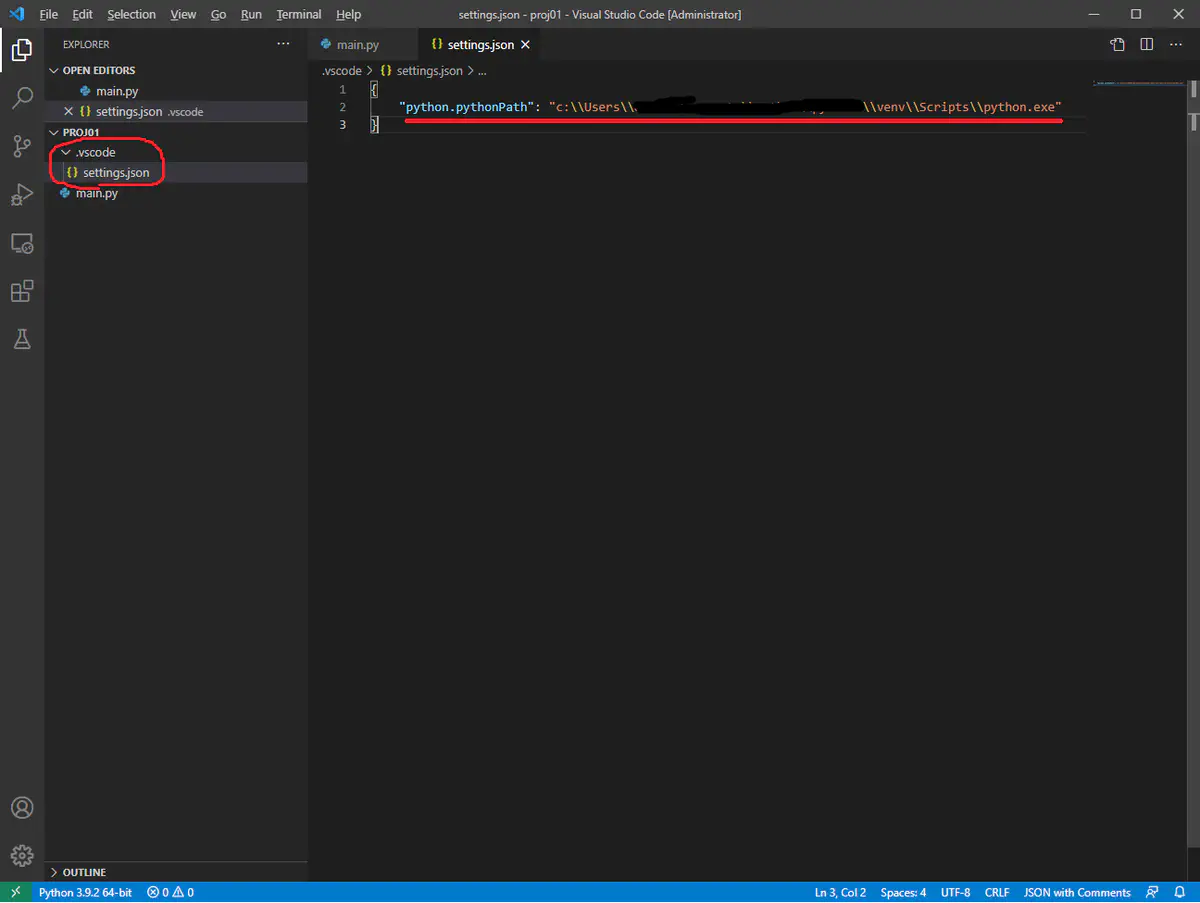 File Edit Selection View Go Run Terminal Help
settings.json - proj01 - Visual Studio Code [Administrator]
EXPLORER
OPEN EDITORS
main.py
settings.json .vscode
PROJ01
.vscode
settings.json
main.py
main.py
settings.json
.vscode > settings.json > ...
1 {
2 "python.pythonPath": "c:\\Users\\ \\venv\\Scripts\\python.exe"
3 }
OUTLINE
Python 3.9.2 64-bit 0 0
Ln 3, Col 2 Spaces: 4 UTF-8 CRLF JSON with Comments